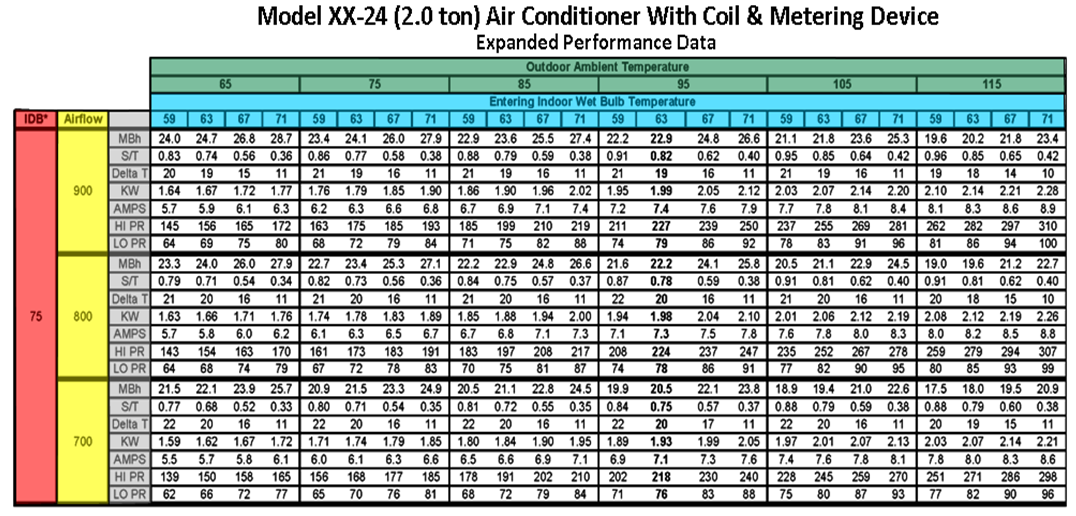 Model XX-24 (2.0 ton) Air Conditioner With Coil & Metering Device
Expanded Performance Data
Outdoor Ambient Temperature
65 75 85 95 105 115
Entering Indoor Wet Bulb Temperature
IDB* Airflow 59 63 67 71 59 63 67 71 59 63 67 71 59 63 67 71 59 63 67 71 59 63 67 71
MBh 24.0 24.7 26.8 28.7 23.4 24.1 26.0 27.9 22.9 23.6 25.5 27.4 22.2 22.9 24.8 26.6 21.1 21.8 23.6 25.3 19.6 20.2 21.8 23.4
S/T 0.83 0.74 0.56 0.36 0.86 0.77 0.58 0.38 0.88 0.79 0.59 0.38 0.91 0.82 0.62 0.40 0.95 0.85 0.64 0.42 0.96 0.85 0.65 0.42
Delta T 20 19 15 11 21 19 16 11 21 19 16 11 21 19 16 11 21 19 16 11 19 18 14 10
900 KW 1.64 1.67 1.72 1.77 1.76 1.79 1.85 1.90 1.86 1.90 1.96 2.02 1.95 1.99 2.05 2.12 2.03 2.07 2.14 2.20 2.10 2.14 2.21 2.28
AMPS 5.7 5.9 6.1 6.3 6.2 6.3 6.6 6.8 6.7 6.9 7.1 7.4 7.2 7.4 7.6 7.9 7.7 7.8 8.1 8.4 8.1 8.3 8.6 8.9
HI PR 145 156 165 172 163 175 185 193 185 199 210 219 211 227 239 250 237 255 269 281 262 282 297 310
LO PR 64 69 75 80 68 72 79 84 71 75 82 88 74 79 86 92 78 83 91 96 81 86 94 100
MBh 23.3 24.0 26.0 27.9 22.7 23.4 25.3 27.1 22.2 22.9 24.8 26.6 21.6 22.2 24.1 25.8 20.5 21.1 22.9 24.5 19.0 19.6 21.2 22.7
S/T 0.79 0.71 0.54 0.34 0.82 0.73 0.56 0.36 0.84 0.75 0.57 0.37 0.87 0.78 0.59 0.38 0.91 0.81 0.62 0.40 0.91 0.81 0.62 0.40
Delta T 21 20 16 11 21 20 16 11 21 20 16 11 22 20 16 11 21 20 16 11 20 18 15 10
75 800 KW 1.63 1.66 1.71 1.76 1.74 1.78 1.83 1.89 1.85 1.88 1.94 2.00 1.94 1.98 2.04 2.10 2.01 2.06 2.12 2.19 2.08 2.12 2.19 2.26
AMPS 5.7 5.8 6.0 6.2 6.1 6.3 6.5 6.7 6.7 6.8 7.1 7.3 7.1 7.3 7.5 7.8 7.6 7.8 8.0 8.3 8.0 8.2 8.5 8.8
HI PR 143 154 163 170 161 173 183 191 183 197 208 217 208 224 237 247 235 252 267 278 259 279 294 307
LO PR 64 68 74 79 67 72 78 83 70 75 81 87 74 78 86 91 77 82 90 95 80 85 93 99
MBh 21.5 22.1 23.9 25.7 20.9 21.5 23.3 24.9 20.5 21.1 22.8 24.5 19.9 20.5 22.1 23.8 18.9 19.4 21.0 22.6 17.5 18.0 19.5 20.9
S/T 0.77 0.68 0.52 0.33 0.80 0.71 0.54 0.35 0.81 0.72 0.55 0.35 0.84 0.75 0.57 0.37 0.88 0.79 0.59 0.38 0.88 0.79 0.60 0.38
Delta T 22 20 16 11 22 20 16 11 22 20 16 11 22 20 17 11 22 20 16 11 20 19 15 11
700 KW 1.59 1.62 1.67 1.72 1.71 1.74 1.79 1.85 1.80 1.84 1.90 1.95 1.89 1.93 1.99 2.05 1.97 2.01 2.07 2.13 2.03 2.07 2.14 2.21
AMPS 5.5 5.7 5.8 6.1 6.0 6.1 6.3 6.6 6.5 6.6 6.9 7.1 6.9 7.1 7.3 7.6 7.4 7.6 7.8 8.1 7.8 8.0 8.3 8.6
HI PR 139 150 158 165 156 168 177 185 178 191 202 210 202 218 230 240 228 245 259 270 251 271 286 298
LO PR 62 66 72 77 65 70 76 81 68 72 79 84 71 76 83 88 75 80 87 93 77 82 90 96